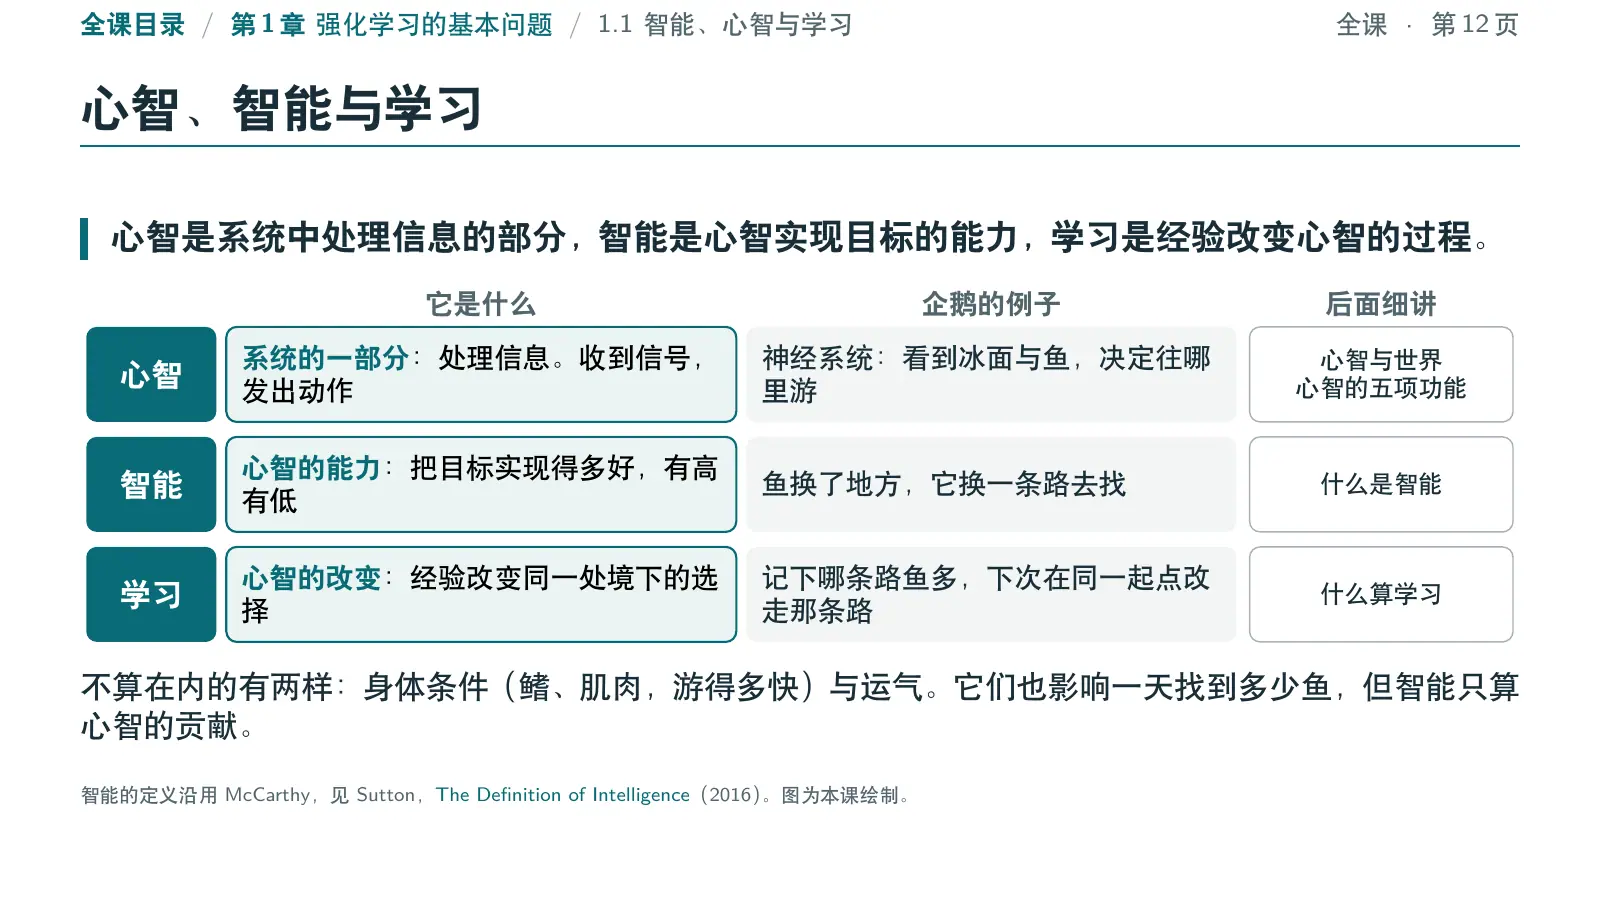 全课目录 / 第1章 强化学习的基本问题 / 1.1 智能、心智与学习
全课 · 第12页
心智、智能与学习
心智是系统中处理信息的部分，智能是心智实现目标的能力，学习是经验改变心智的过程。
它是什么
企鹅的例子
后面细讲
心智
系统的一部分：处理信息。收到信号，
发出动作
神经系统：看到冰面与鱼，决定往哪
里游
心智与世界
心智的五项功能
智能
心智的能力：把目标实现得多好，有高
有低
鱼换了地方，它换一条路去找
什么是智能
学习
心智的改变：经验改变同一处境下的选
择
记下哪条路鱼多，下次在同一起点改
走那条路
什么算学习
不算在内的有两样：身体条件（鳍、肌肉，游得多快）与运气。它们也影响一天找到多少鱼，但智能只算
心智的贡献。
智能的定义沿用 McCarthy，见 Sutton，The Definition of Intelligence（2016）。图为本课绘制。